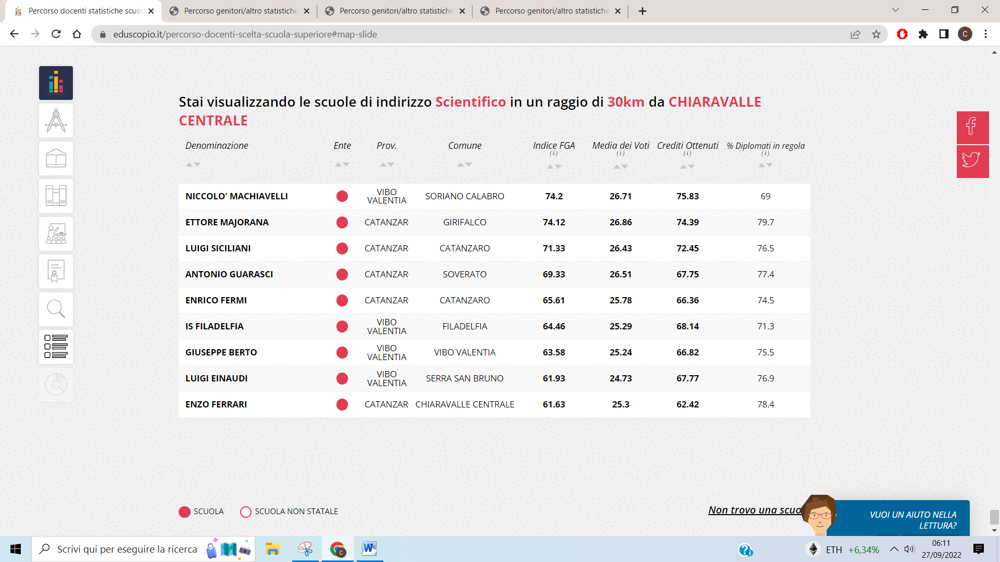 Percorso docenti statistiche scuol
Percorso genitori/altro statistiche
Percorso genitori/altro statistiche
Percorso genitori/altro statistiche
eduscopio.it/percorso-docenti-scelta-scuola-superiore#map-slide
C
Stai visualizzando le scuole di indirizzo Scientifico in un raggio di 30km da CHIARAVALLE
CENTRALE
Denominazione Ente Prov. Comune Indice FGA Media dei Voti Crediti Ottenuti % Diplomati in regola
(i) (i) (i) (i)
NICCOLO' MACHIAVELLI VIBO VALENTIA SORIANO CALABRO 74.2 26.71 75.83 69
ETTORE MAJORANA CATANZAR GIRIFALCO 74.12 26.86 74.39 79.7
LUIGI SICILIANI CATANZAR CATANZARO 71.33 26.43 72.45 76.5
ANTONIO GUARASCI CATANZAR SOVERATO 69.33 26.51 67.75 77.4
ENRICO FERMI CATANZAR CATANZARO 65.61 25.78 66.36 74.5
IS FILADELFIA VIBO VALENTIA FILADELFIA 64.46 25.29 68.14 71.3
GIUSEPPE BERTO VIBO VALENTIA VIBO VALENTIA 63.58 25.24 66.82 75.5
LUIGI EINAUDI VIBO VALENTIA SERRA SAN BRUNO 61.93 24.73 67.77 76.9
ENZO FERRARI CATANZAR CHIARAVALLE CENTRALE 61.63 25.3 62.42 78.4
SCUOLA SCUOLA NON STATALE
Non trovo una scuo
VUOI UN AIUTO NELLA
LETTURA?
Scrivi qui per eseguire la ricerca
ETH +6,34%
06:11
27/09/2022